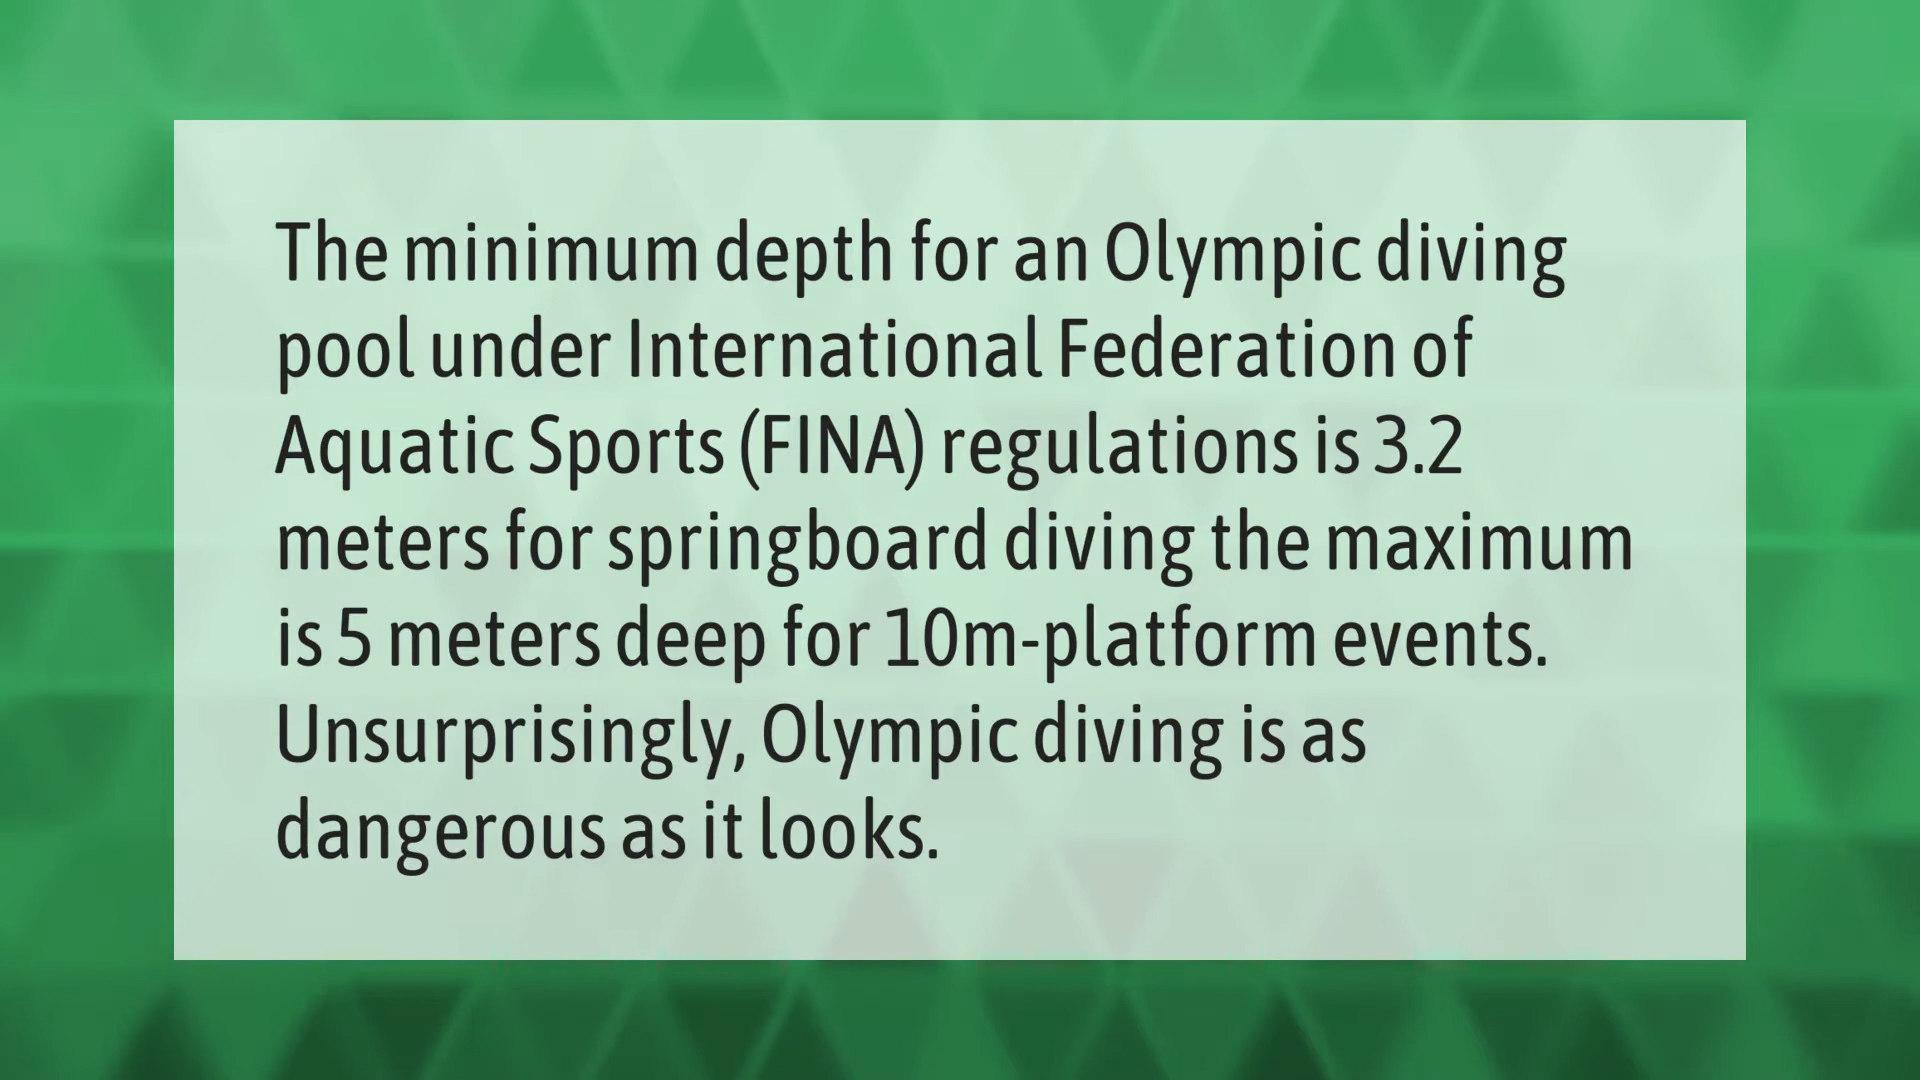 The minimum depth for an Olympic diving
pool under International Federation of
Aquatic Sports (FINA) regulations is 3.2
meters for springboard diving the maximum
is 5 meters deep for 10m-platform events.
Unsurprisingly, Olympic diving is as
dangerous as it looks.